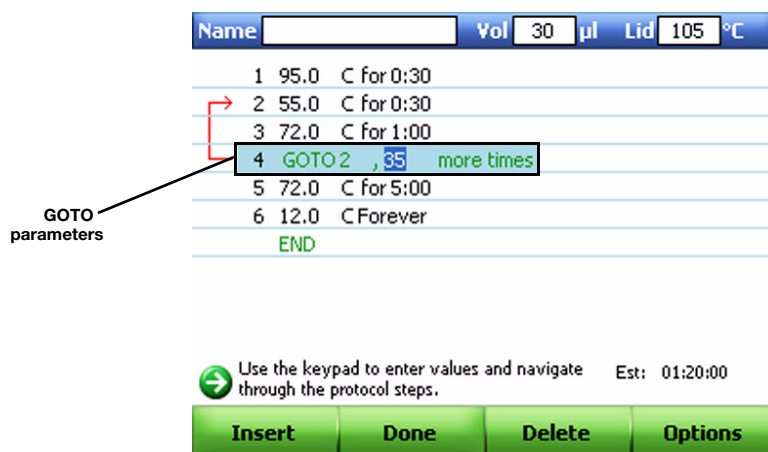 Name Vol 30 µl Lid 105 °C
1 95.0 C for 0:30
2 55.0 C for 0:30
3 72.0 C for 1:00
4 GOTO 2 , 35 more times
5 72.0 C for 5:00
6 12.0 C Forever
END
GOTO
parameters
Use the keypad to enter values and navigate
through the protocol steps.
Est: 01:20:00
Insert Done Delete Options